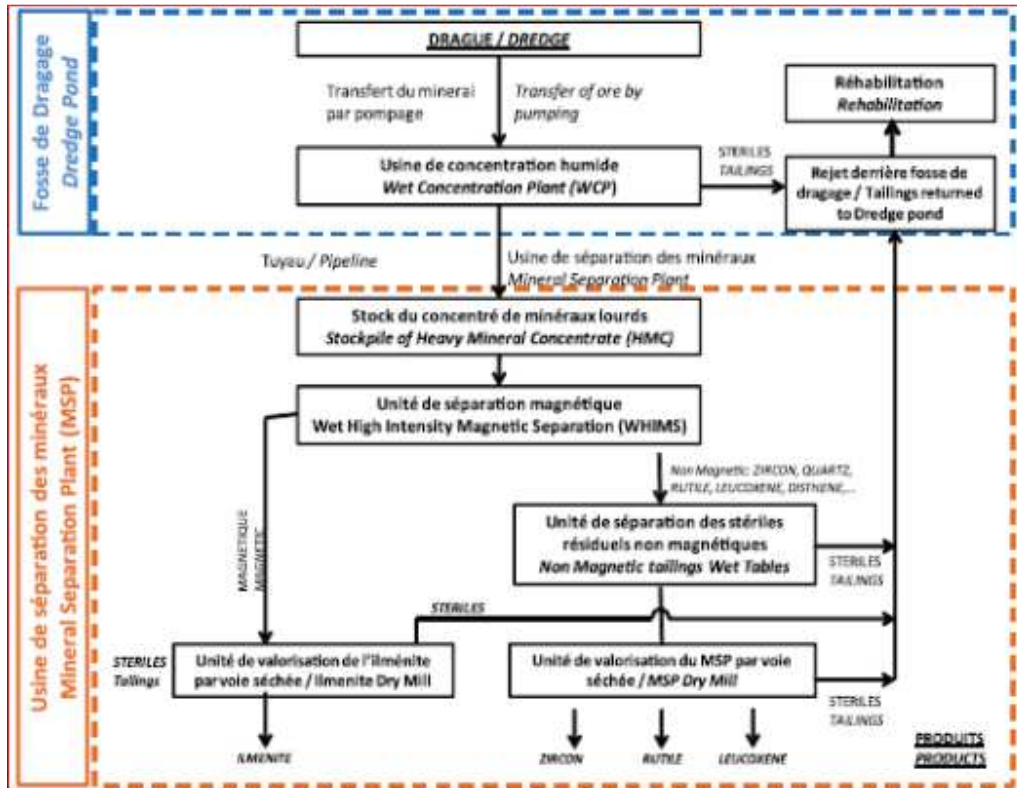 Fosse de Dragage
Dredge Pond
DRAGUE / DREDGE
Transfert du minerai
par pompage
Transfer of ore by
pumping
Réhabilitation
Rehabilitation
Usine de concentration humide
Wet Concentration Plant (WCP)
STERILES
TAILINGS
Rejet derrière fosse de
dragage / Tailings returned
to Dredge pond
Tuyau / Pipeline
Usine de séparation des minéraux
Mineral Separation Plant
Usine de séparation des minéraux
Mineral Separation Plant (MSP)
Stock du concentré de minéraux lourds
Stockpile of Heavy Mineral Concentrate (HMC)
Unité de séparation magnétique
Wet High Intensity Magnetic Separation (WHIMS)
Non Magnetic: ZIRCON, QUARTZ,
RUTILE, LEUCOXENE, DISTHENE,...
MAGNETIQUE
MAGNETIC
Unité de séparation des stériles
résiduels non magnétiques
Non Magnetic tailings Wet Tables
STERILES
TAILINGS
STERILES
STERILES
Tailings
Unité de valorisation de l'ilménite
par voie séchée / Ilmenite Dry Mill
Unité de valorisation du MSP par voie
séchée / MSP Dry Mill
STERILES
TAILINGS
ILMENITE
ZIRCON
RUTILE
LEUCOXENE
PRODUITS
PRODUCTS